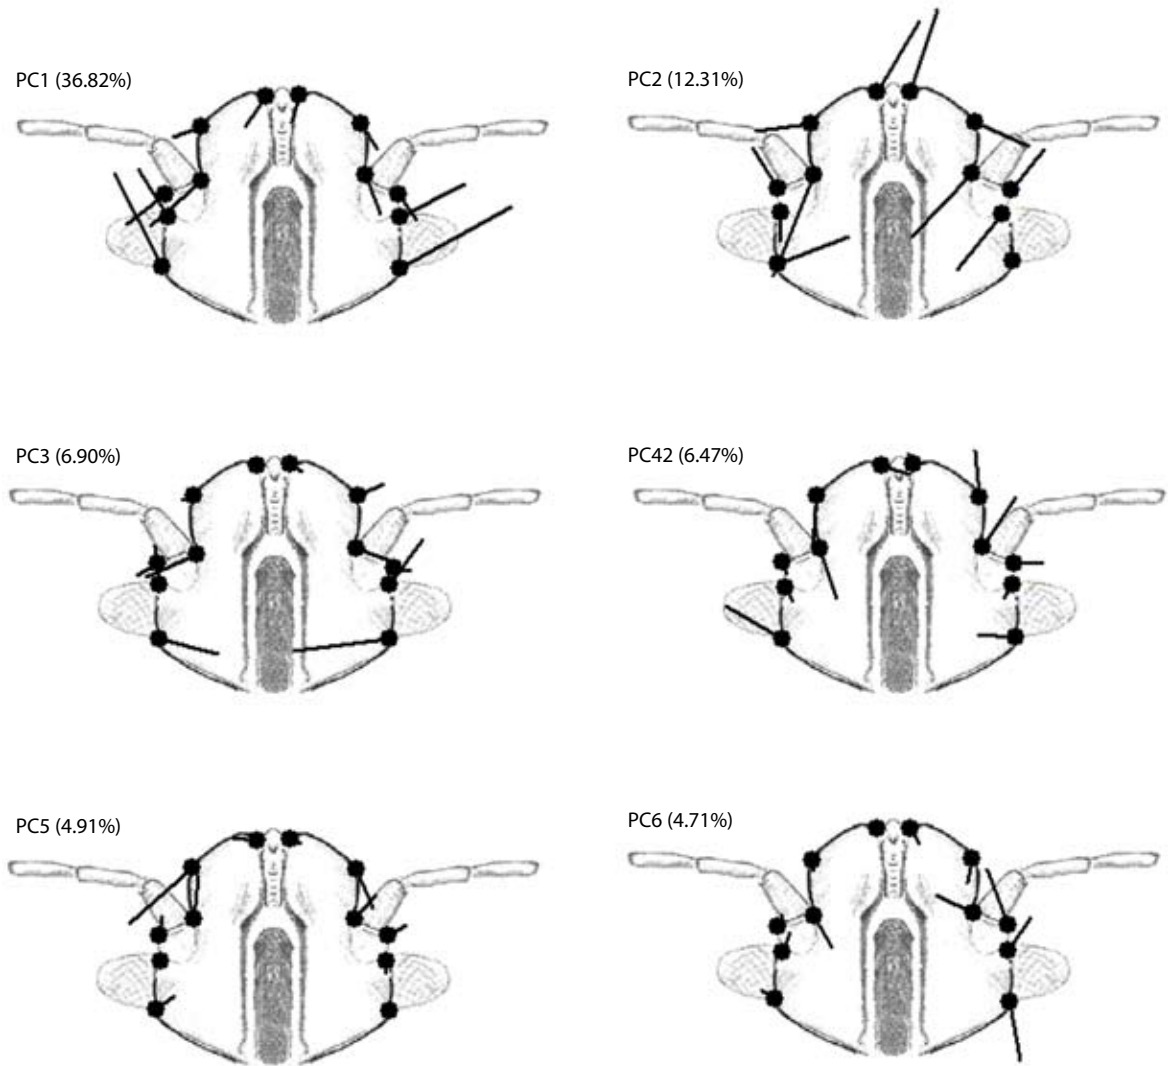 PC1 (36.82%)
PC2 (12.31%)
PC3 (6.90%)
PC42 (6.47%)
PC5 (4.91%)
PC6 (4.71%)